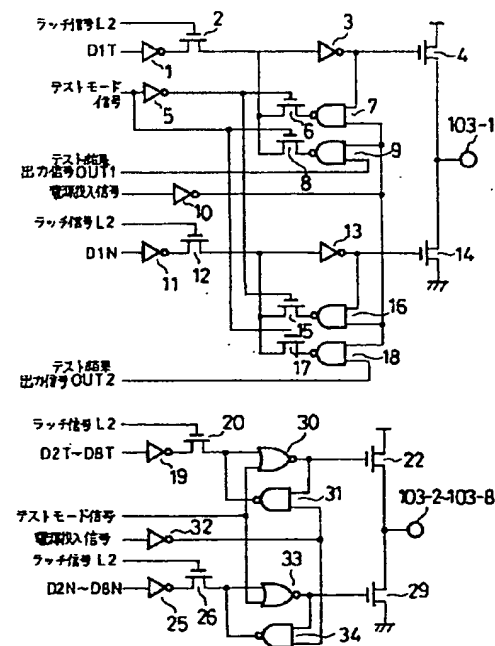 ラッチ信号L2
2
3
D1T
1
4
テストモード
信号
5
6
7
103-1
8
9
テスト結果
出力信号OUT1
電源投入信号
10
ラッチ信号L2
13
D1N
11
12
14
15
16
17
18
テスト結果
出力信号OUT2
20
30
ラッチ信号L2
D2T~D8T
19
22
31
103-2~103-8
テストモード信号
電源投入信号
32
ラッチ信号L2
33
D2N~D8N
25
26
29
34